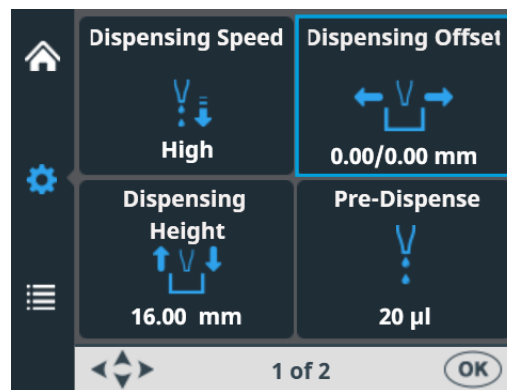 Dispensing Speed
High
Dispensing Offset
0.00/0.00 mm
Dispensing
Height
16.00 mm
Pre-Dispense
20 µl
1 of 2
OK